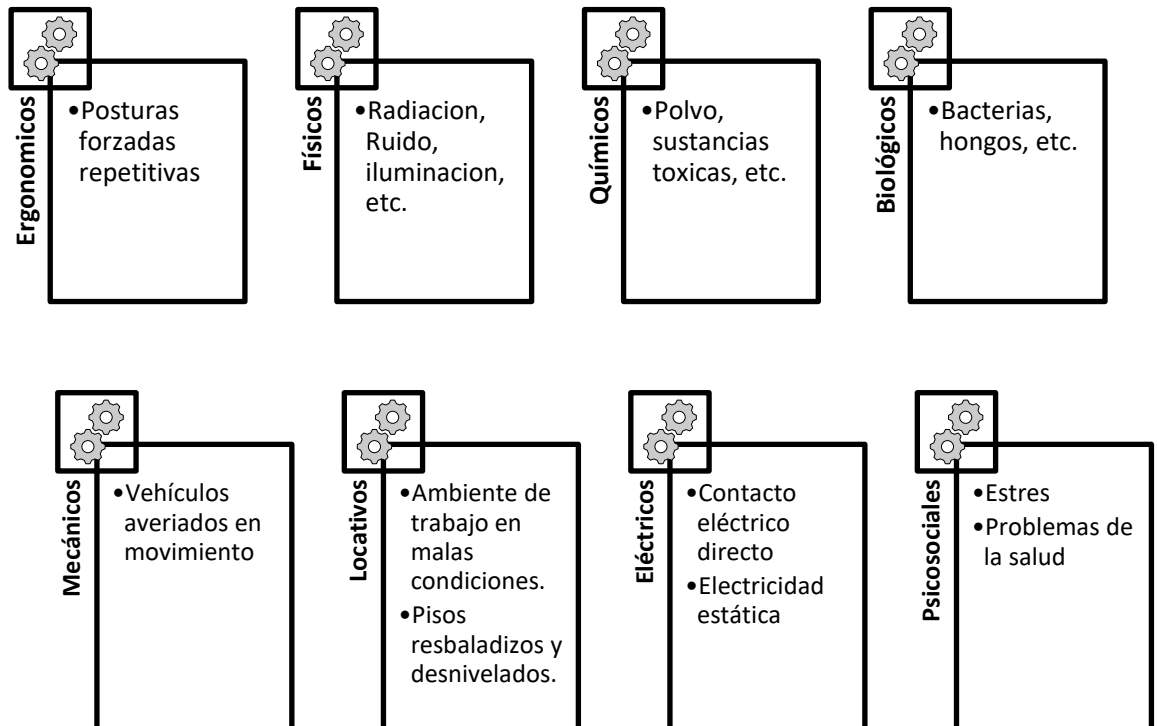 Ergonomicos
•Posturas
forzadas
repetitivas
Físicos
•Radiacion,
Ruido,
iluminacion,
etc.
Químicos
•Polvo,
sustancias
toxicas, etc.
Biológicos
•Bacterias,
hongos, etc.
Mecánicos
•Vehículos
averiados en
movimiento
Locativos
•Ambiente de
trabajo en
malas
condiciones.
•Pisos
resbaladizos y
desnivelados.
Eléctricos
•Contacto
eléctrico
directo
•Electricidad
estática
Psicosociales
•Estres
•Problemas de
la salud